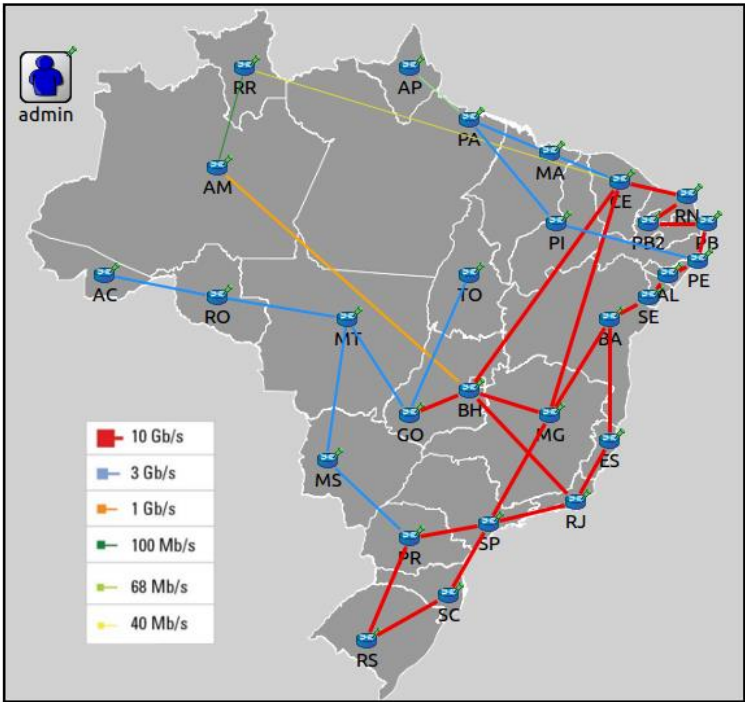 admin
RR
AP
PA
MA
CE
AM
RN
PI
PB2
PB
PE
AC
RO
TO
AL
SE
MT
BA
GO
BH
MG
ES
MS
RJ
SP
PR
SC
RS
10 Gb/s
3 Gb/s
1 Gb/s
100 Mb/s
68 Mb/s
40 Mb/s